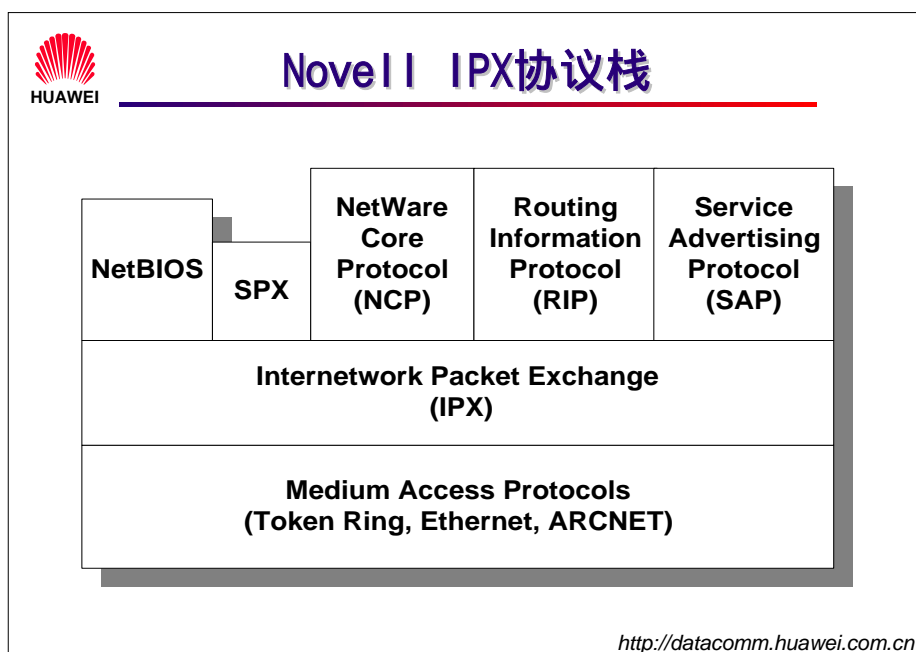 HUAWEI
Novell IPX协议栈
NetBIOS
SPX
NetWare
Core
Protocol
(NCP)
Routing
Information
Protocol
(RIP)
Service
Advertising
Protocol
(SAP)
Internetwork Packet Exchange
(IPX)
Medium Access Protocols
(Token Ring, Ethernet, ARCNET)
http://datacomm.huawei.com.cn